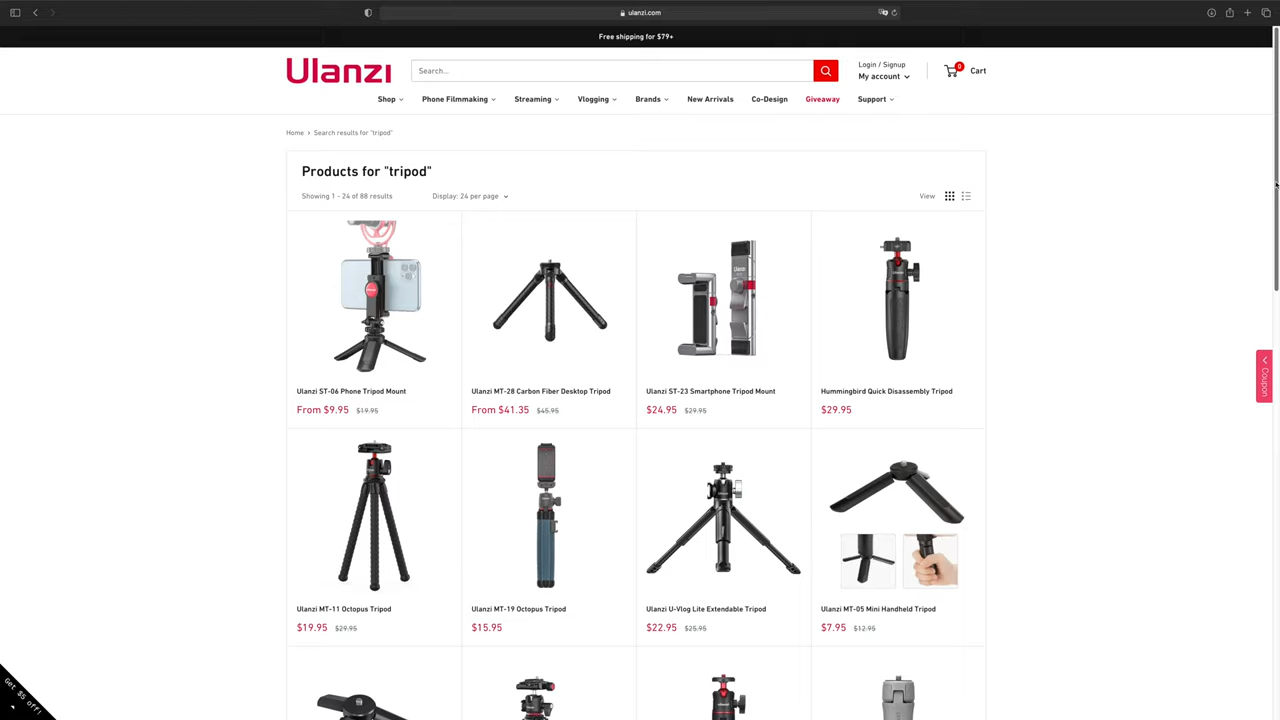 ulanzi.com
Free shipping for $79+
Ulanzi
Search...
Login / Signup
My account
0
Cart
Shop
Phone Filmmaking
Streaming
Vlogging
Brands
New Arrivals
Co-Design
Giveaway
Support
Home › Search results for "tripod"
Products for "tripod"
Showing 1 - 24 of 88 results
Display: 24 per page
View
Ulanzi ST-06 Phone Tripod Mount
From $9.95 $19.95
Ulanzi MT-28 Carbon Fiber Desktop Tripod
From $41.35 $45.95
Ulanzi ST-23 Smartphone Tripod Mount
$24.95 $29.95
Hummingbird Quick Disassembly Tripod
$29.95
Coupon
Ulanzi MT-11 Octopus Tripod
$19.95 $29.95
Ulanzi MT-19 Octopus Tripod
$15.95
Ulanzi U-Vlog Lite Extendable Tripod
$22.95 $25.95
Ulanzi MT-05 Mini Handheld Tripod
$7.95 $12.95
Get $5 off!